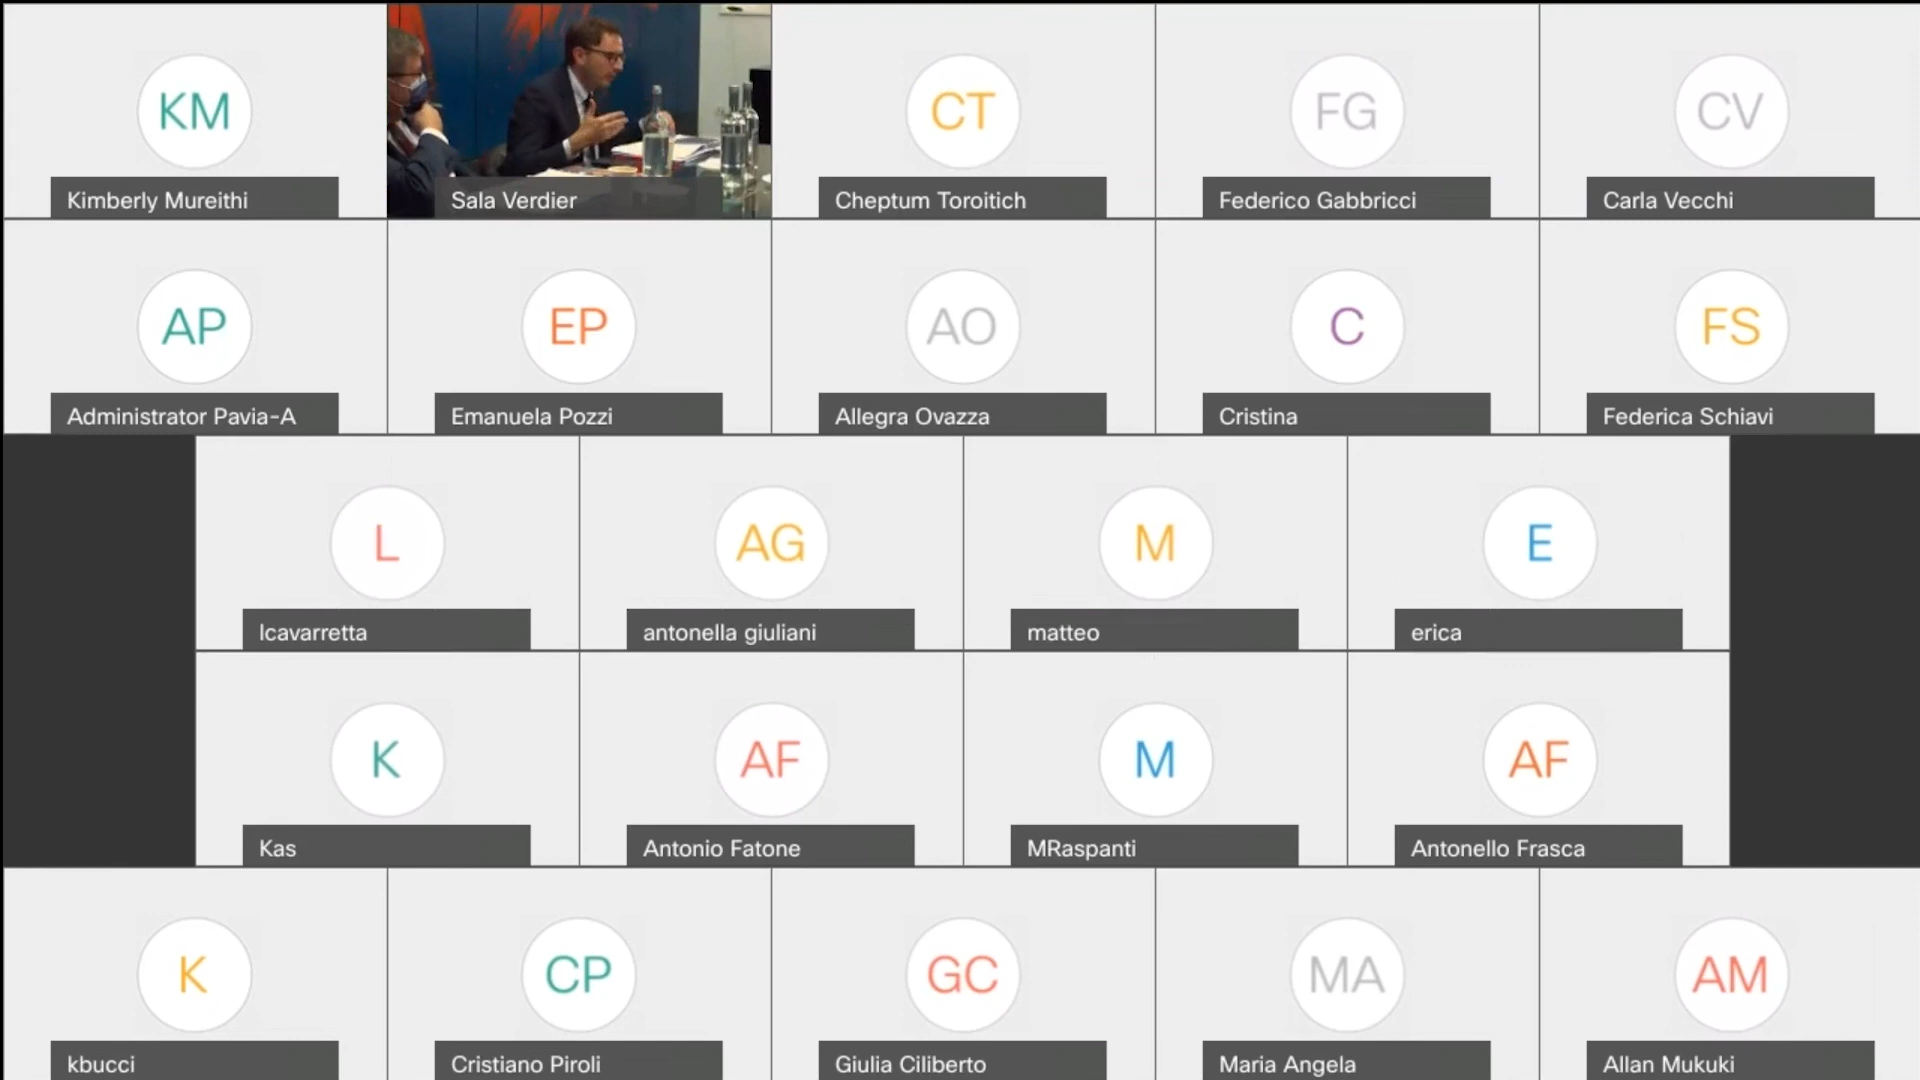 KM
Kimberly Mureithi
Sala Verdier
CT
Cheptum Toroitich
FG
Federico Gabbricci
CV
Carla Vecchi
AP
Administrator Pavia-A
EP
Emanuela Pozzi
AO
Allegra Ovazza
C
Cristina
FS
Federica Schiavi
L
lcavarretta
AG
antonella giuliani
M
matteo
E
erica
K
Kas
AF
Antonio Fatone
M
MRaspanti
AF
Antonello Frasca
K
kbucci
CP
Cristiano Piroli
GC
Giulia Ciliberto
MA
Maria Angela
AM
Allan Mukuki